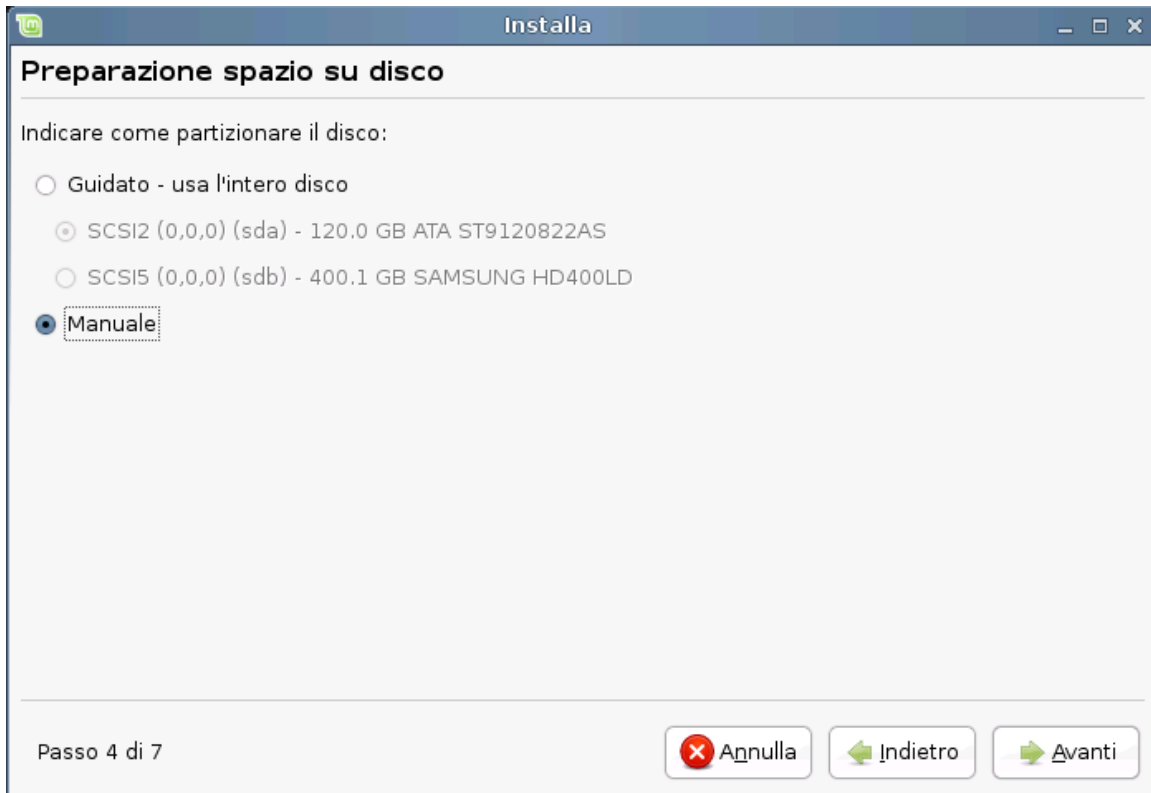 Installa
Preparazione spazio su disco
Indicare come partizionare il disco:
Guidato - usa l'intero disco
SCSI2 (0,0,0) (sda) - 120.0 GB ATA ST9120822AS
SCSI5 (0,0,0) (sdb) - 400.1 GB SAMSUNG HD400LD
Manuale
Passo 4 di 7
Annulla
Indietro
Avanti